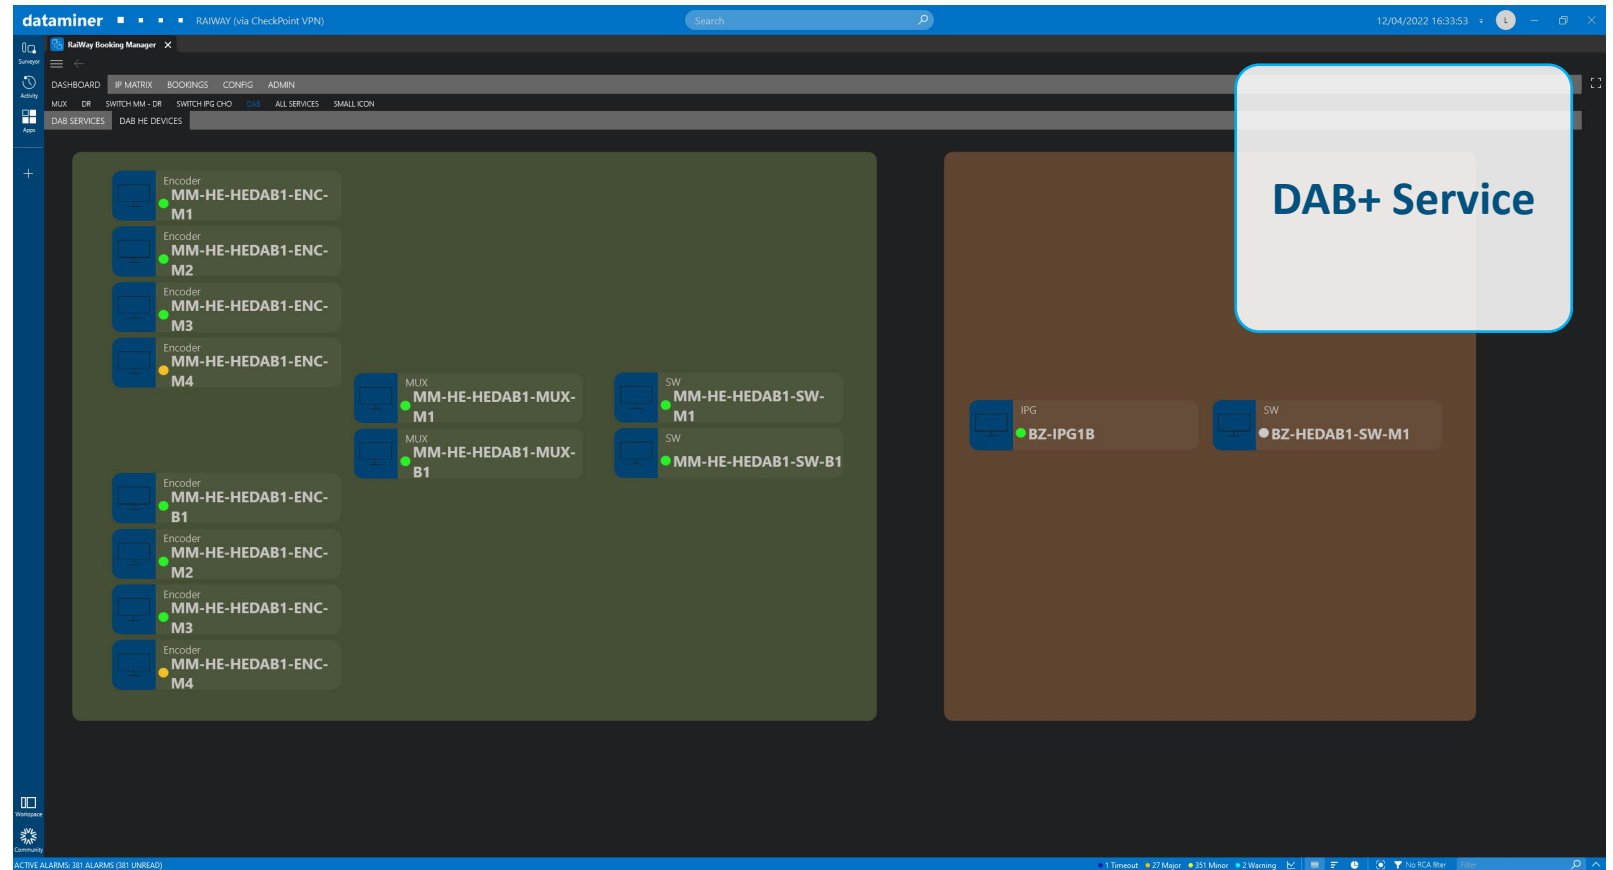 dataminer
RAIWAY (via CheckPoint VPN)
Search
12/04/2022 16:33:53
L
Surveyor
RaiWay Booking Manager
Activity
DASHBOARD IP MATRIX BOOKINGS CONFIG ADMIN
MUX DR SWITCH MM - DR SWITCH IPG CHO DAB ALL SERVICES SMALL ICON
Apps
DAB SERVICES DAB HE DEVICES
DAB+ Service
Encoder
MM-HE-HEDAB1-ENC-
M1
Encoder
MM-HE-HEDAB1-ENC-
M2
Encoder
MM-HE-HEDAB1-ENC-
M3
Encoder
MM-HE-HEDAB1-ENC-
M4
MUX
MM-HE-HEDAB1-MUX-
M1
MUX
MM-HE-HEDAB1-MUX-
B1
SW
MM-HE-HEDAB1-SW-
M1
SW
MM-HE-HEDAB1-SW-B1
IPG
BZ-IPG1B
SW
BZ-HEDAB1-SW-M1
Encoder
MM-HE-HEDAB1-ENC-
B1
Encoder
MM-HE-HEDAB1-ENC-
M2
Encoder
MM-HE-HEDAB1-ENC-
M3
Encoder
MM-HE-HEDAB1-ENC-
M4
Workspace
Community
ACTIVE ALARMS: 381 ALARMS (381 UNREAD)
1 Timeout 27 Major 351 Minor 2 Warning
No RCA filter
Filter